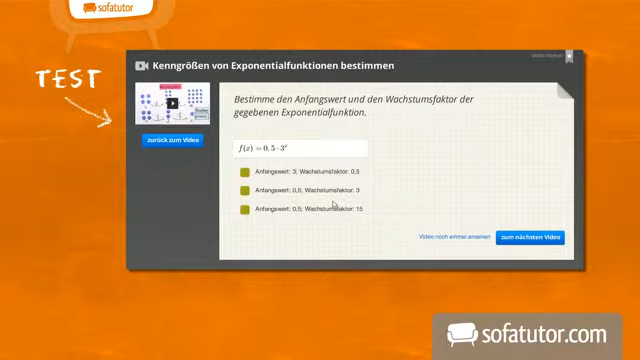 sofatutor
Kenngrößen von Exponentialfunktionen bestimmen
TEST
zurück zum Video
Bestimme den Anfangswert und den Wachstumsfaktor der
gegebenen Exponentialfunktion.
f(x) = 0, 5 · 3ˣ
Anfangswert: 3; Wachstumsfaktor: 0,5
Anfangswert: 0,5; Wachstumsfaktor: 3
Anfangswert: 0,5; Wachstumsfaktor: 15
Video noch einmal ansehen
zum nächsten Video
sofatutor.com